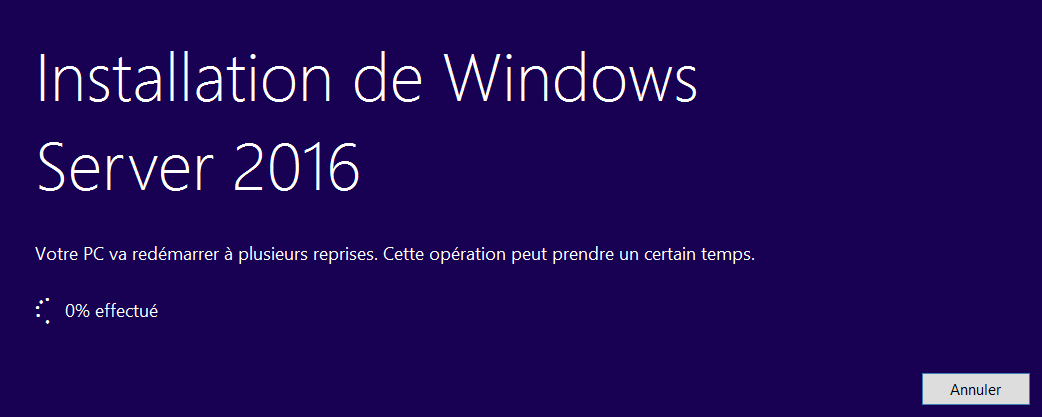 Installation de Windows
Server 2016
Votre PC va redémarrer à plusieurs reprises. Cette opération peut prendre un certain temps.
0% effectué
Annuler